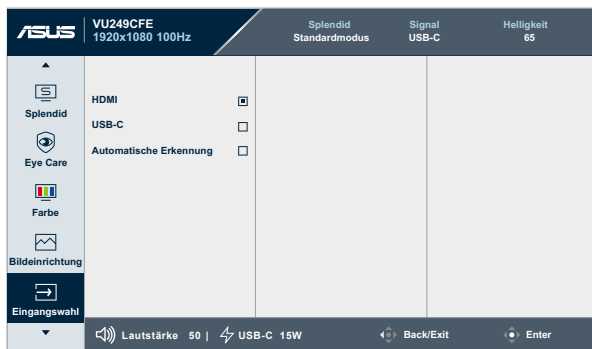 ASUS
VU249CFE
1920x1080 100Hz
Splendid
Standardmodus
Signal
USB-C
Helligkeit
65
Splendid
Eye Care
Farbe
Bildeinrichtung
Eingangswahl
HDMI
USB-C
Automatische Erkennung
Lautstärke 50 | USB-C 15W
Back/Exit
Enter